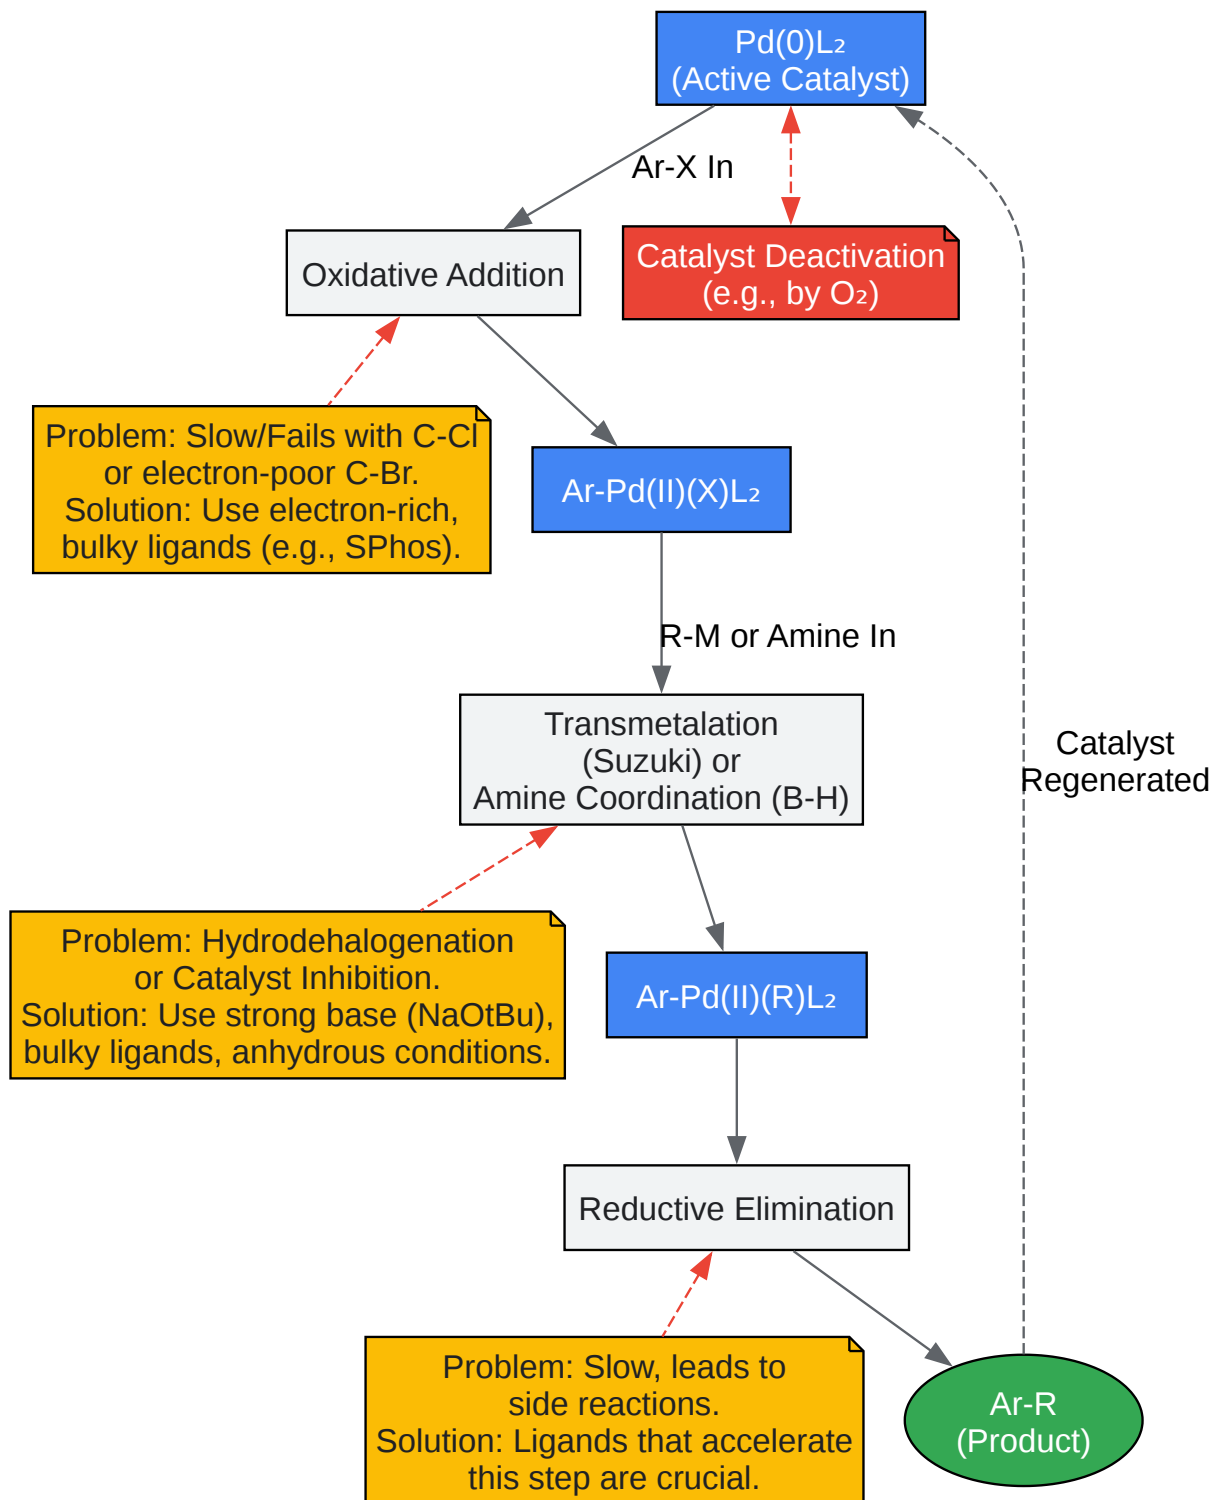 Pd(0)L₂
(Active Catalyst)
Ar-X In
Oxidative Addition
Catalyst Deactivation
(e.g., by O₂)
Problem: Slow/Fails with C-Cl
or electron-poor C-Br.
Solution: Use electron-rich,
bulky ligands (e.g., SPhos).
Ar-Pd(II)(X)L₂
R-M or Amine In
Transmetalation
(Suzuki) or
Amine Coordination (B-H)
Catalyst
Regenerated
Problem: Hydrodehalogenation
or Catalyst Inhibition.
Solution: Use strong base (NaOtBu),
bulky ligands, anhydrous conditions.
Ar-Pd(II)(R)L₂
Reductive Elimination
Problem: Slow, leads to
side reactions.
Solution: Ligands that accelerate
this step are crucial.
Ar-R
(Product)